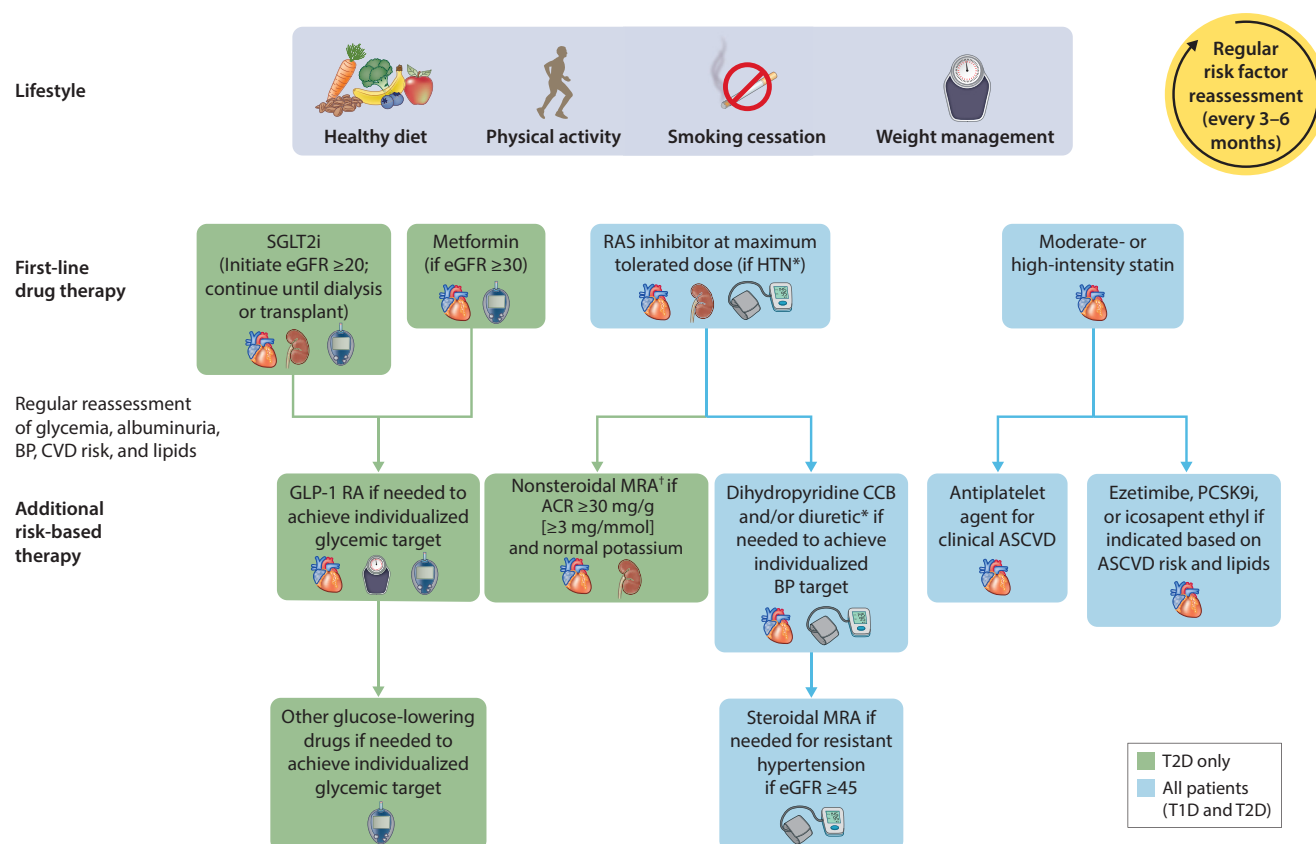 Lifestyle
Healthy diet
Physical activity
Smoking cessation
Weight management
Regular
risk factor
reassessment
(every 3–6
months)
First-line
drug therapy
SGLT2i
(Initiate eGFR ≥20;
continue until dialysis
or transplant)
Metformin
(if eGFR ≥30)
RAS inhibitor at maximum
tolerated dose (if HTN*)
Moderate- or
high-intensity statin
Regular reassessment
of glycemia, albuminuria,
BP, CVD risk, and lipids
Additional
risk-based
therapy
GLP-1 RA if needed to
achieve individualized
glycemic target
Nonsteroidal MRA† if
ACR ≥30 mg/g
[≥3 mg/mmol]
and normal potassium
Dihydropyridine CCB
and/or diuretic* if
needed to achieve
individualized
BP target
Antiplatelet
agent for
clinical ASCVD
Ezetimibe, PCSK9i,
or icosapent ethyl if
indicated based on
ASCVD risk and lipids
Other glucose-lowering
drugs if needed to
achieve individualized
glycemic target
Steroidal MRA if
needed for resistant
hypertension
if eGFR ≥45
T2D only
All patients
(T1D and T2D)